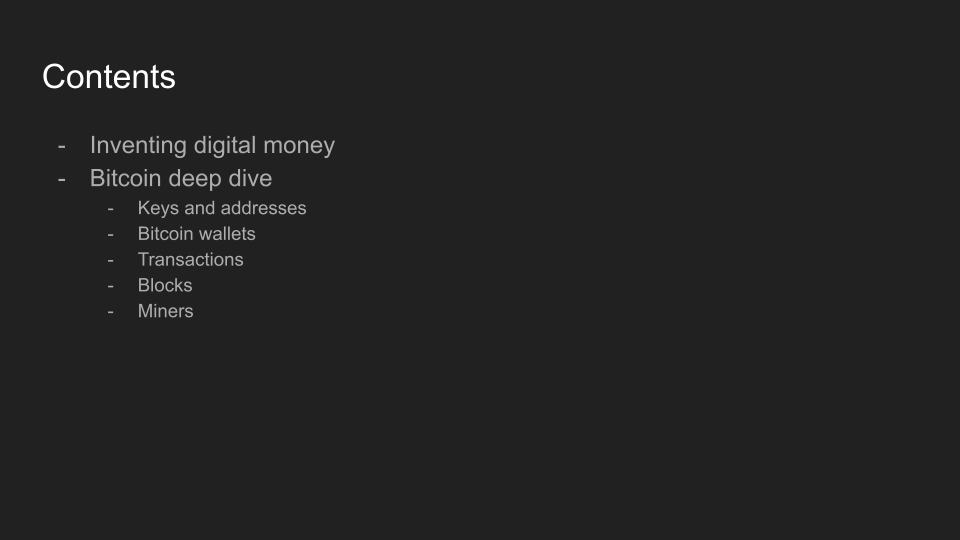 Contents
- Inventing digital money
- Bitcoin deep dive
- Keys and addresses
- Bitcoin wallets
- Transactions
- Blocks
- Miners